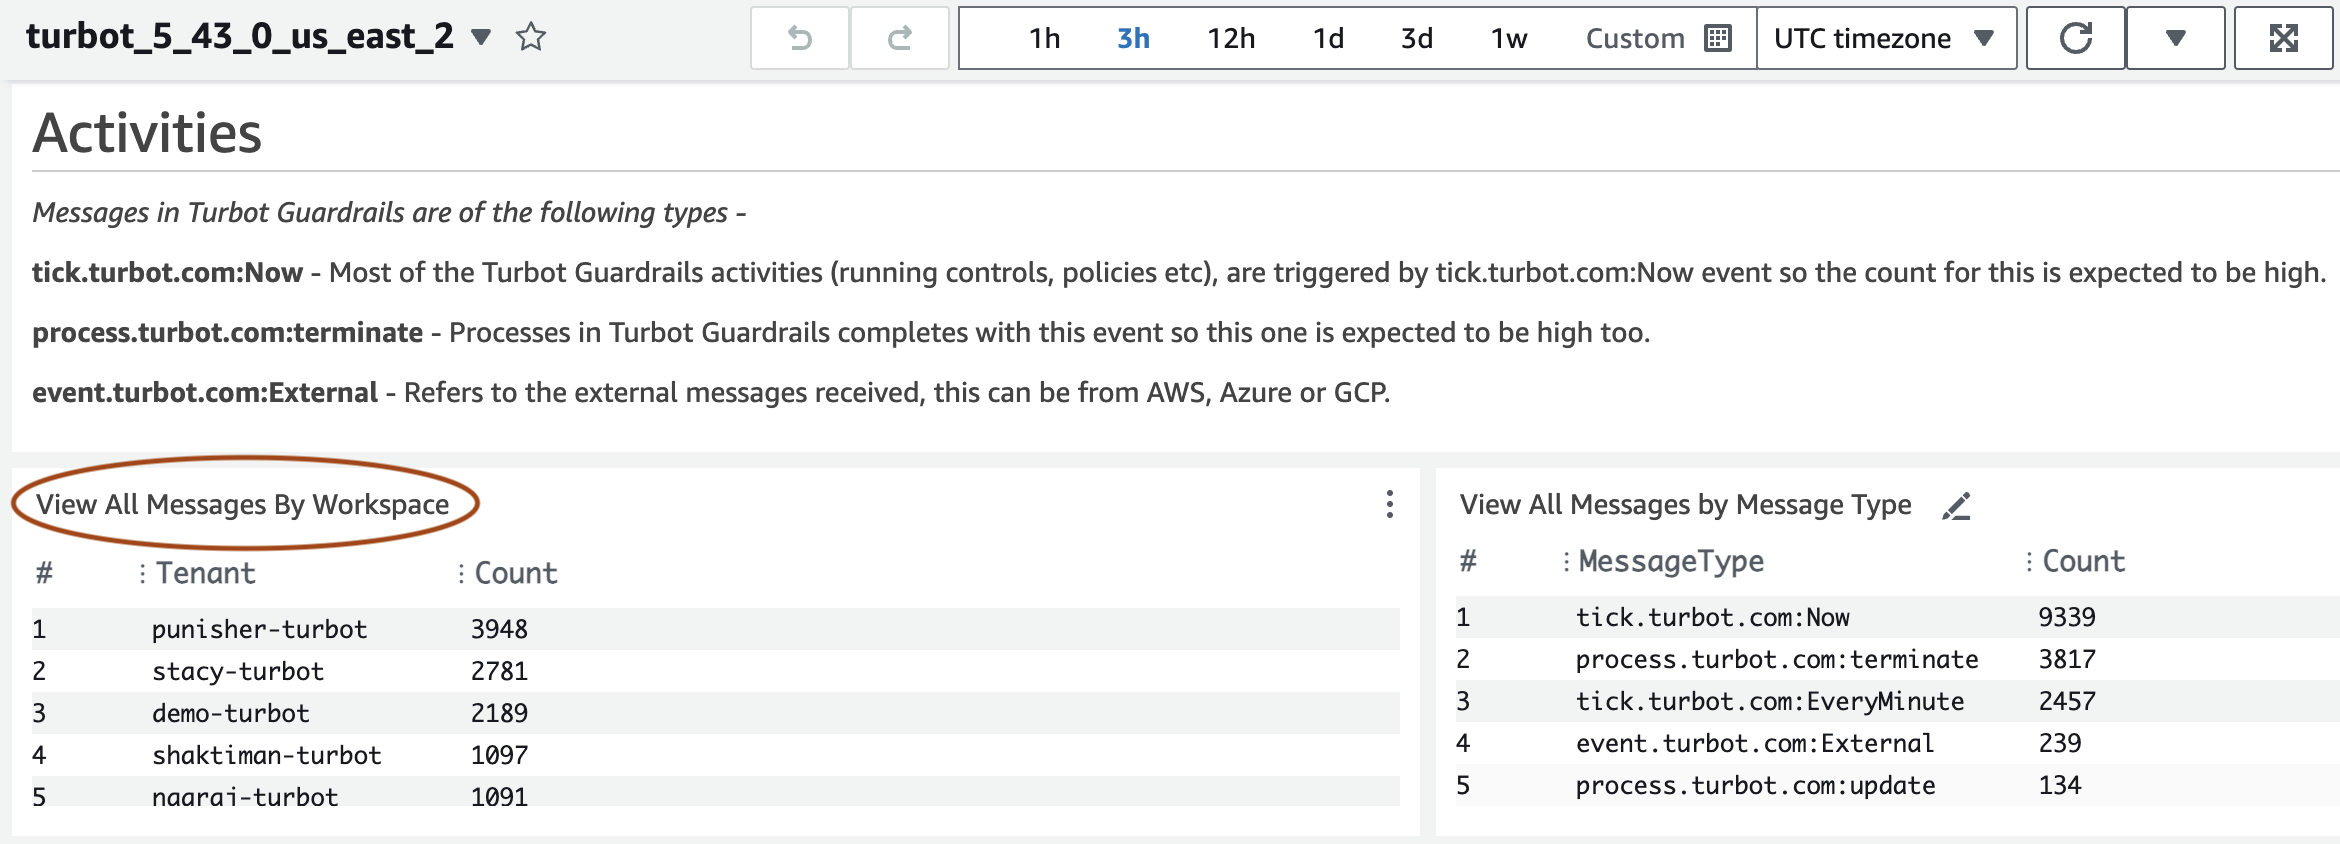 turbot_5_43_0_us_east_2
1h 3h 12h 1d 3d 1w Custom UTC timezone
Activities
Messages in Turbot Guardrails are of the following types -
tick.turbot.com:Now - Most of the Turbot Guardrails activities (running controls, policies etc), are triggered by tick.turbot.com:Now event so the count for this is expected to be high.
process.turbot.com:terminate - Processes in Turbot Guardrails completes with this event so this one is expected to be high too.
event.turbot.com:External - Refers to the external messages received, this can be from AWS, Azure or GCP.
View All Messages By Workspace
# Tenant Count
1 punisher-turbot 3948
2 stacy-turbot 2781
3 demo-turbot 2189
4 shaktiman-turbot 1097
5 nagraj-turbot 1091
View All Messages by Message Type
# MessageType Count
1 tick.turbot.com:Now 9339
2 process.turbot.com:terminate 3817
3 tick.turbot.com:EveryMinute 2457
4 event.turbot.com:External 239
5 process.turbot.com:update 134